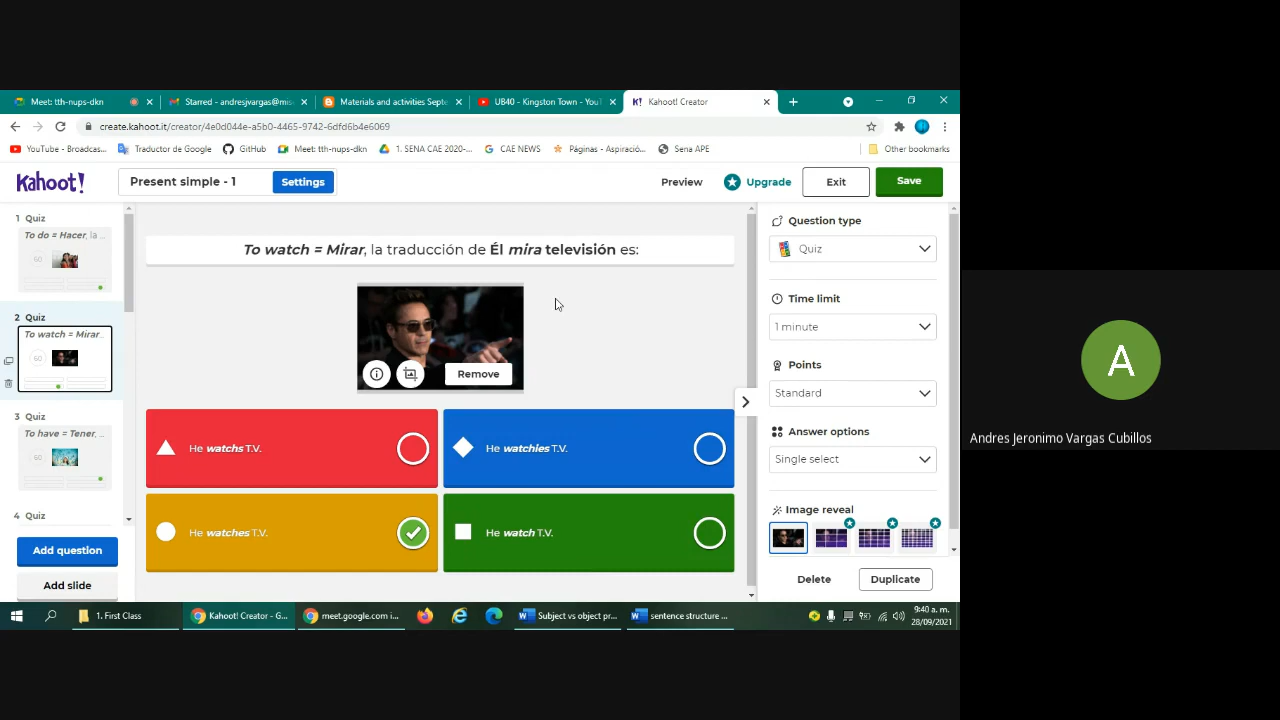 Meet: tth-nups-dkn
Starred - andresjvargas@mis
Materials and activities Septe
UB40 - Kingston Town - YouT
Kahoot! Creator
create.kahoot.it/creator/4e0d044e-a5b0-4465-9742-6dfd6b4e6069
YouTube - Broadcas...
Traductor de Google
GitHub
Meet: tth-nups-dkn
1. SENA CAE 2020-...
CAE NEWS
Páginas - Aspiració...
Sena APE
Other bookmarks
Kahoot!
Present simple - 1
Settings
Preview
Upgrade
Exit
Save
1 Quiz
To do = Hacer, la ...
60
2 Quiz
To watch = Mirar...
60
3 Quiz
To have = Tener, ...
60
4 Quiz
Add question
Add slide
To watch = Mirar, la traducción de Él mira televisión es:
Remove
He watchs T.V.
He watchies T.V.
He watches T.V.
He watch T.V.
Question type
Quiz
Time limit
1 minute
Points
Standard
Answer options
Single select
Image reveal
Delete
Duplicate
A
Andres Jeronimo Vargas Cubillos
1. First Class
Kahoot! Creator - G...
meet.google.com i...
Subject vs object pr...
sentence structure ...
9:40 a. m.
28/09/2021